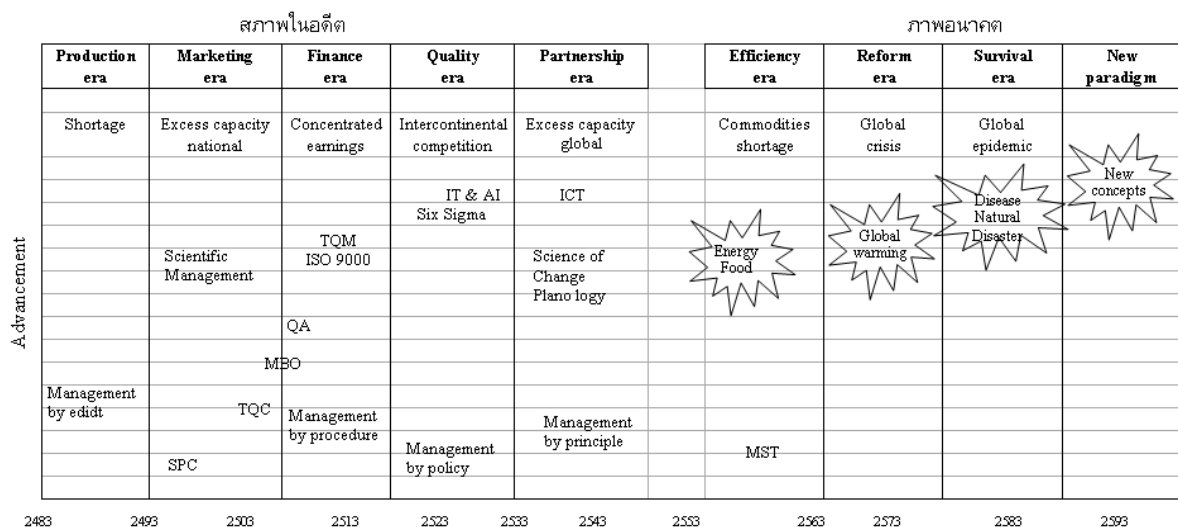 สภาพในอดีต ภาพอนาคต
Production Marketing Finance Quality Partnership Efficiency Reform Survival New
era era era era era era era era paradigm
Shortage Excess capacity Concentrated Intercontinental Excess capacity Commodities Global Global
national earnings competition global shortage crisis epidemic
New
concepts
IT & AI ICT
Six Sigma
Disease
Natural
Disaster
TQM
ISO 9000
Global
warming
Energy
Food
Scientific
Management
Science of
Change
Plano logy
QA
MBO
Management
by edidt
TQC
Management
by procedure
Management
by principle
Management
by policy
MST
SPC
Advancement
2483 2493 2503 2513 2523 2533 2543 2553 2563 2573 2583 2593